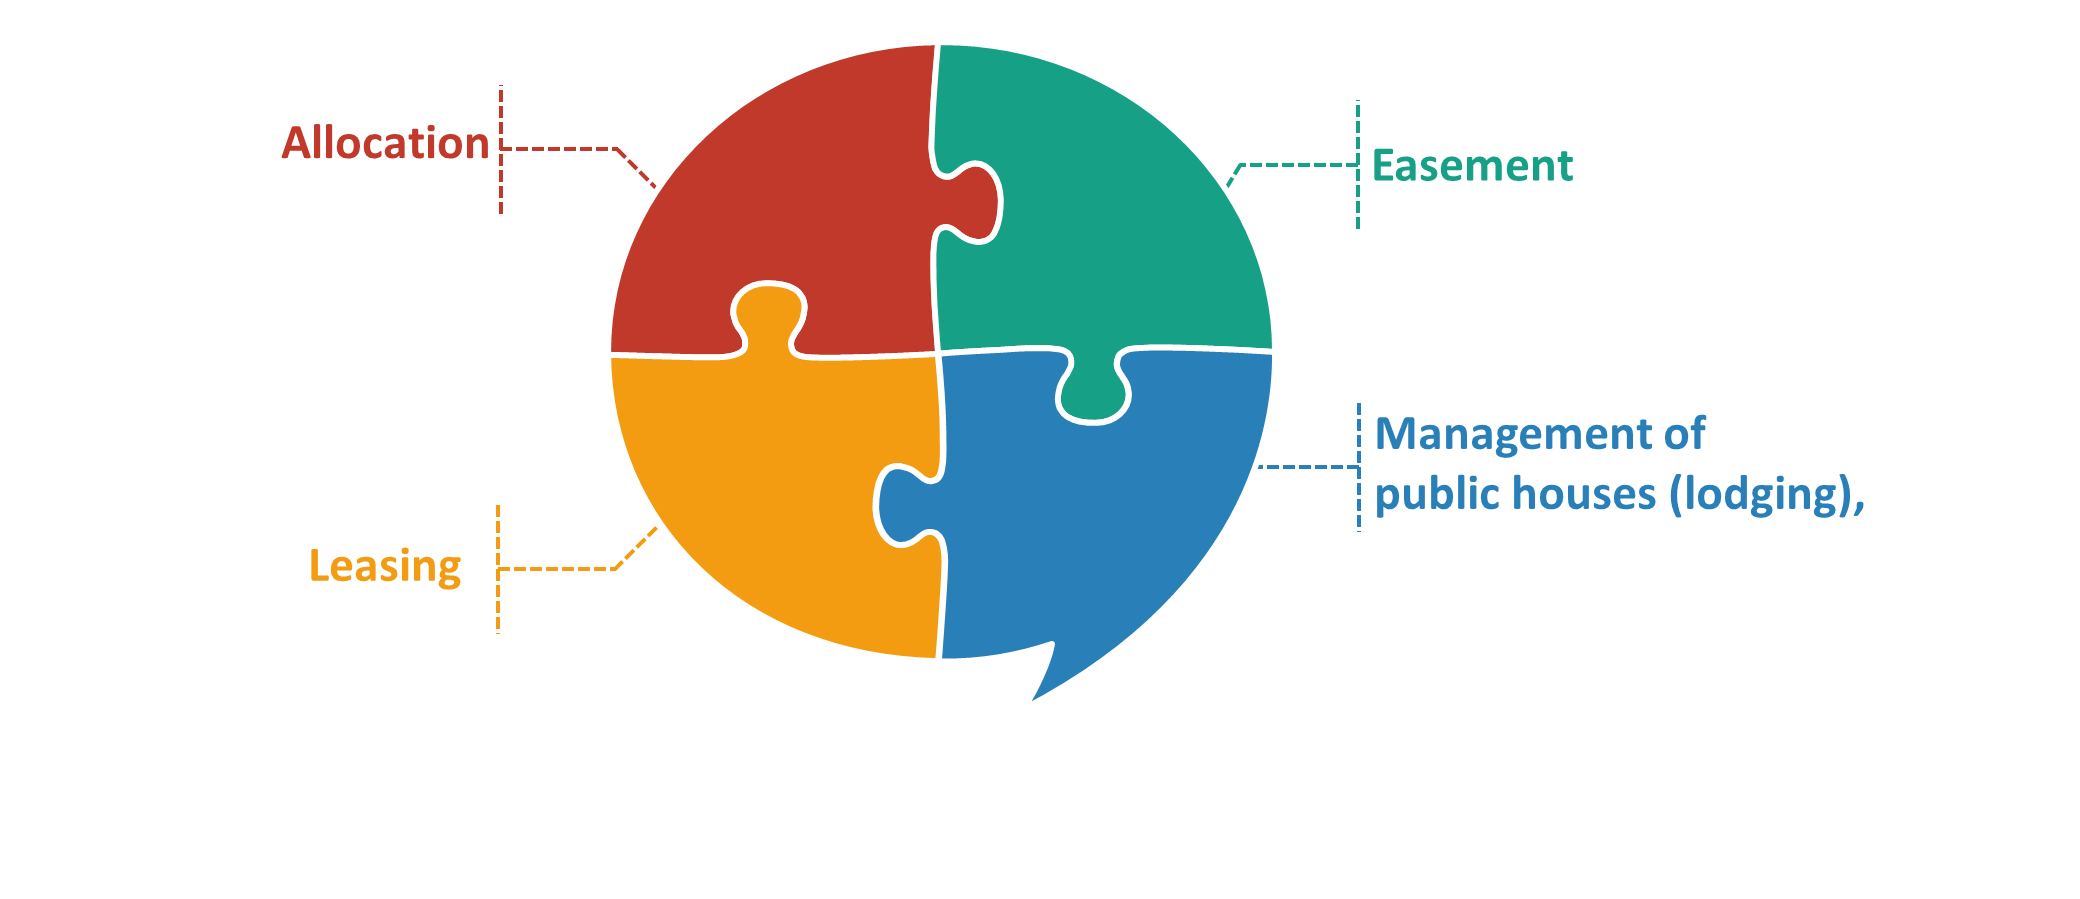 Allocation
Easement
Management of
public houses (lodging),
Leasing